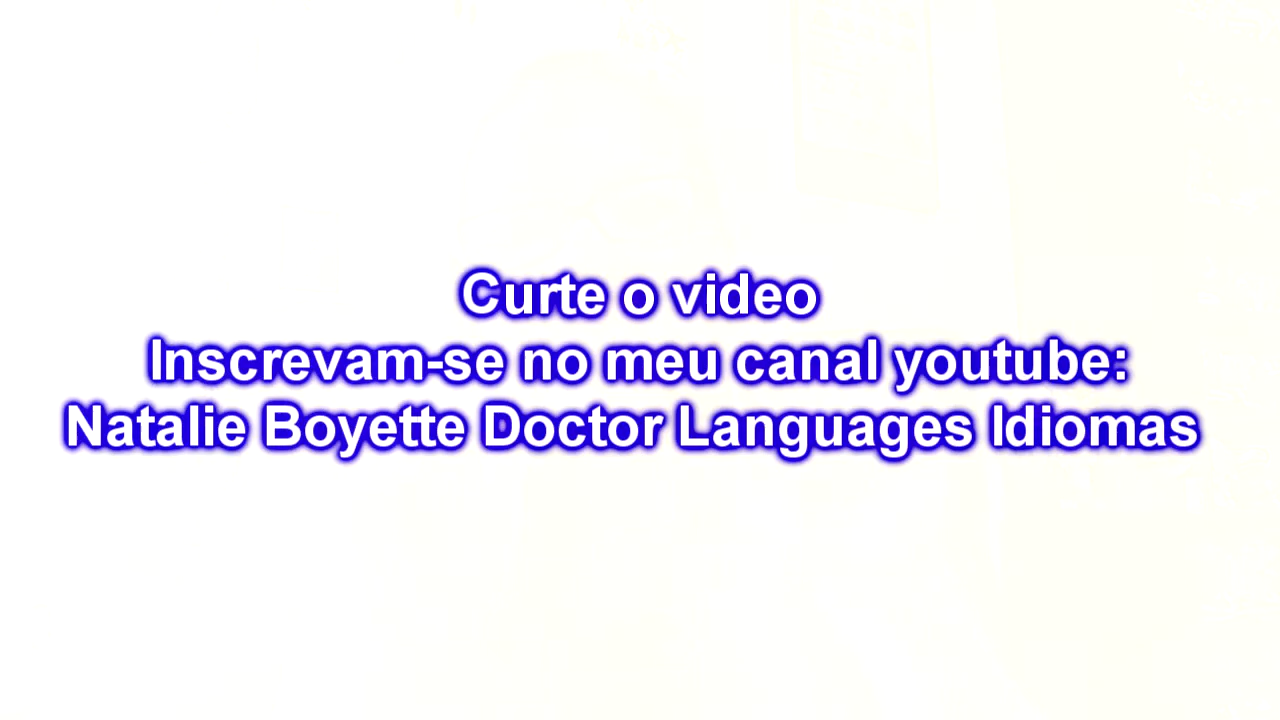 Curte o video
Inscrevam-se no meu canal youtube:
Natalie Boyette Doctor Languages Idiomas